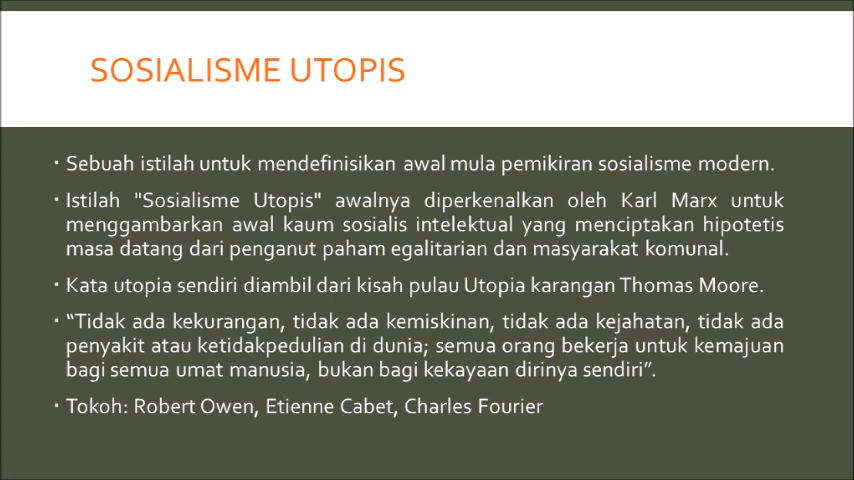 SOSIALISME UTOPIS
▪ Sebuah istilah untuk mendefinisikan awal mula pemikiran sosialisme modern.
▪ Istilah "Sosialisme Utopis" awalnya diperkenalkan oleh Karl Marx untuk
menggambarkan awal kaum sosialis intelektual yang menciptakan hipotetis
masa datang dari penganut paham egalitarian dan masyarakat komunal.
▪ Kata utopia sendiri diambil dari kisah pulau Utopia karangan Thomas Moore.
▪ “Tidak ada kekurangan, tidak ada kemiskinan, tidak ada kejahatan, tidak ada
penyakit atau ketidakpedulian di dunia; semua orang bekerja untuk kemajuan
bagi semua umat manusia, bukan bagi kekayaan dirinya sendiri”.
▪ Tokoh: Robert Owen, Etienne Cabet, Charles Fourier